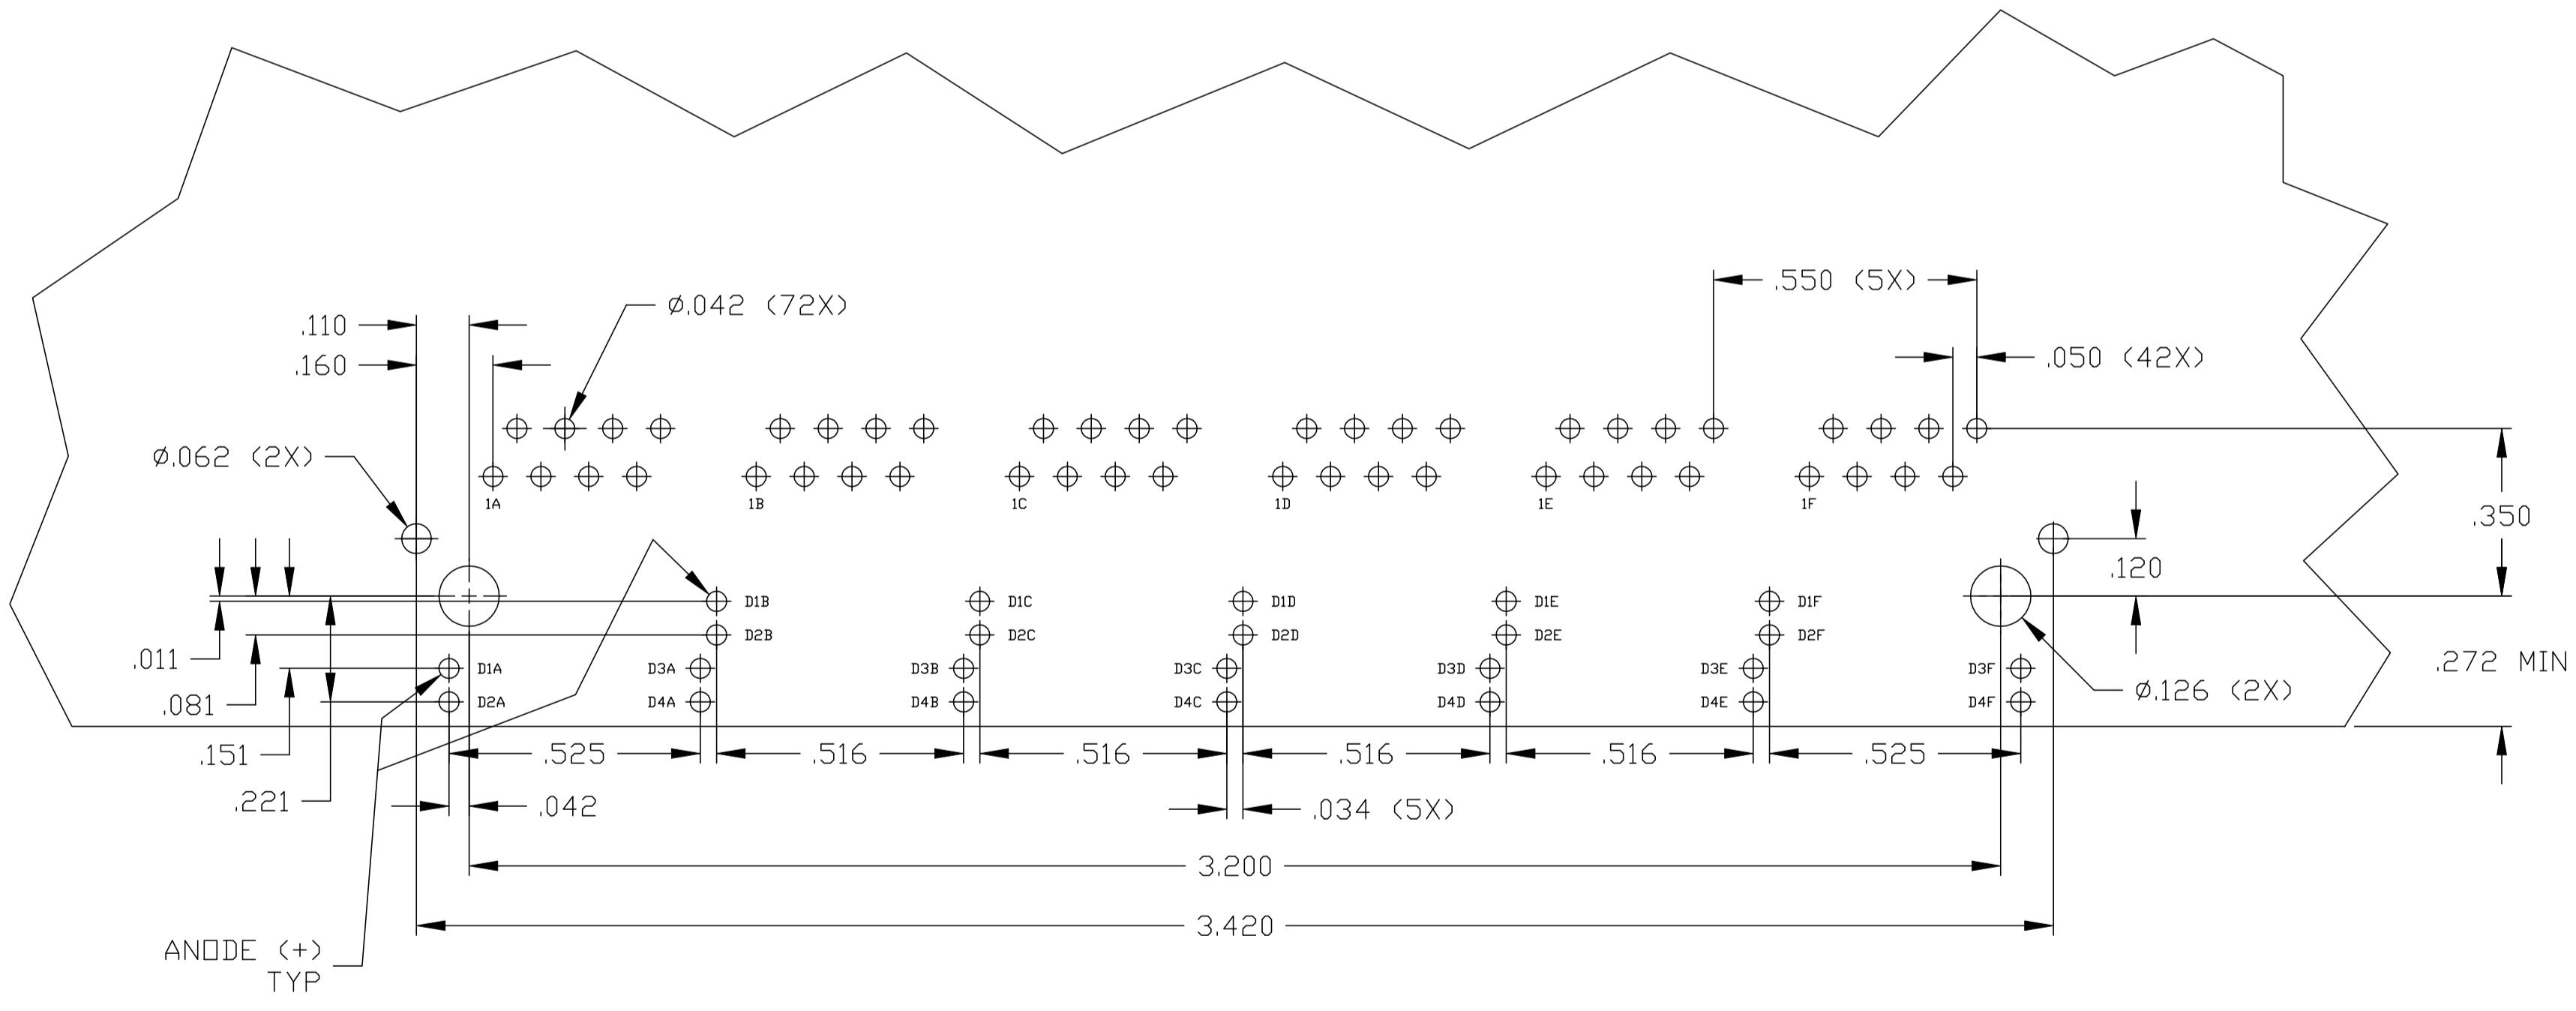 .550 (5X)
Ø.042 (72X)
.110
.050 (42X)
.160
Ø.062 (2X)
1A 1B 1C 1D 1E 1F
.350
.120
D1B D1C D1D D1E D1F
D2B D2C D2D D2E D2F
.011
.272 MIN
D1A D3A D3B D3C D3D D3E D3F
Ø.126 (2X)
.081
D2A D4A D4B D4C D4D D4E D4F
.151
.525 .516 .516 .516 .516 .525
.221
.042
.034 (5X)
3.200
3.420
ANODE (+)
TYP